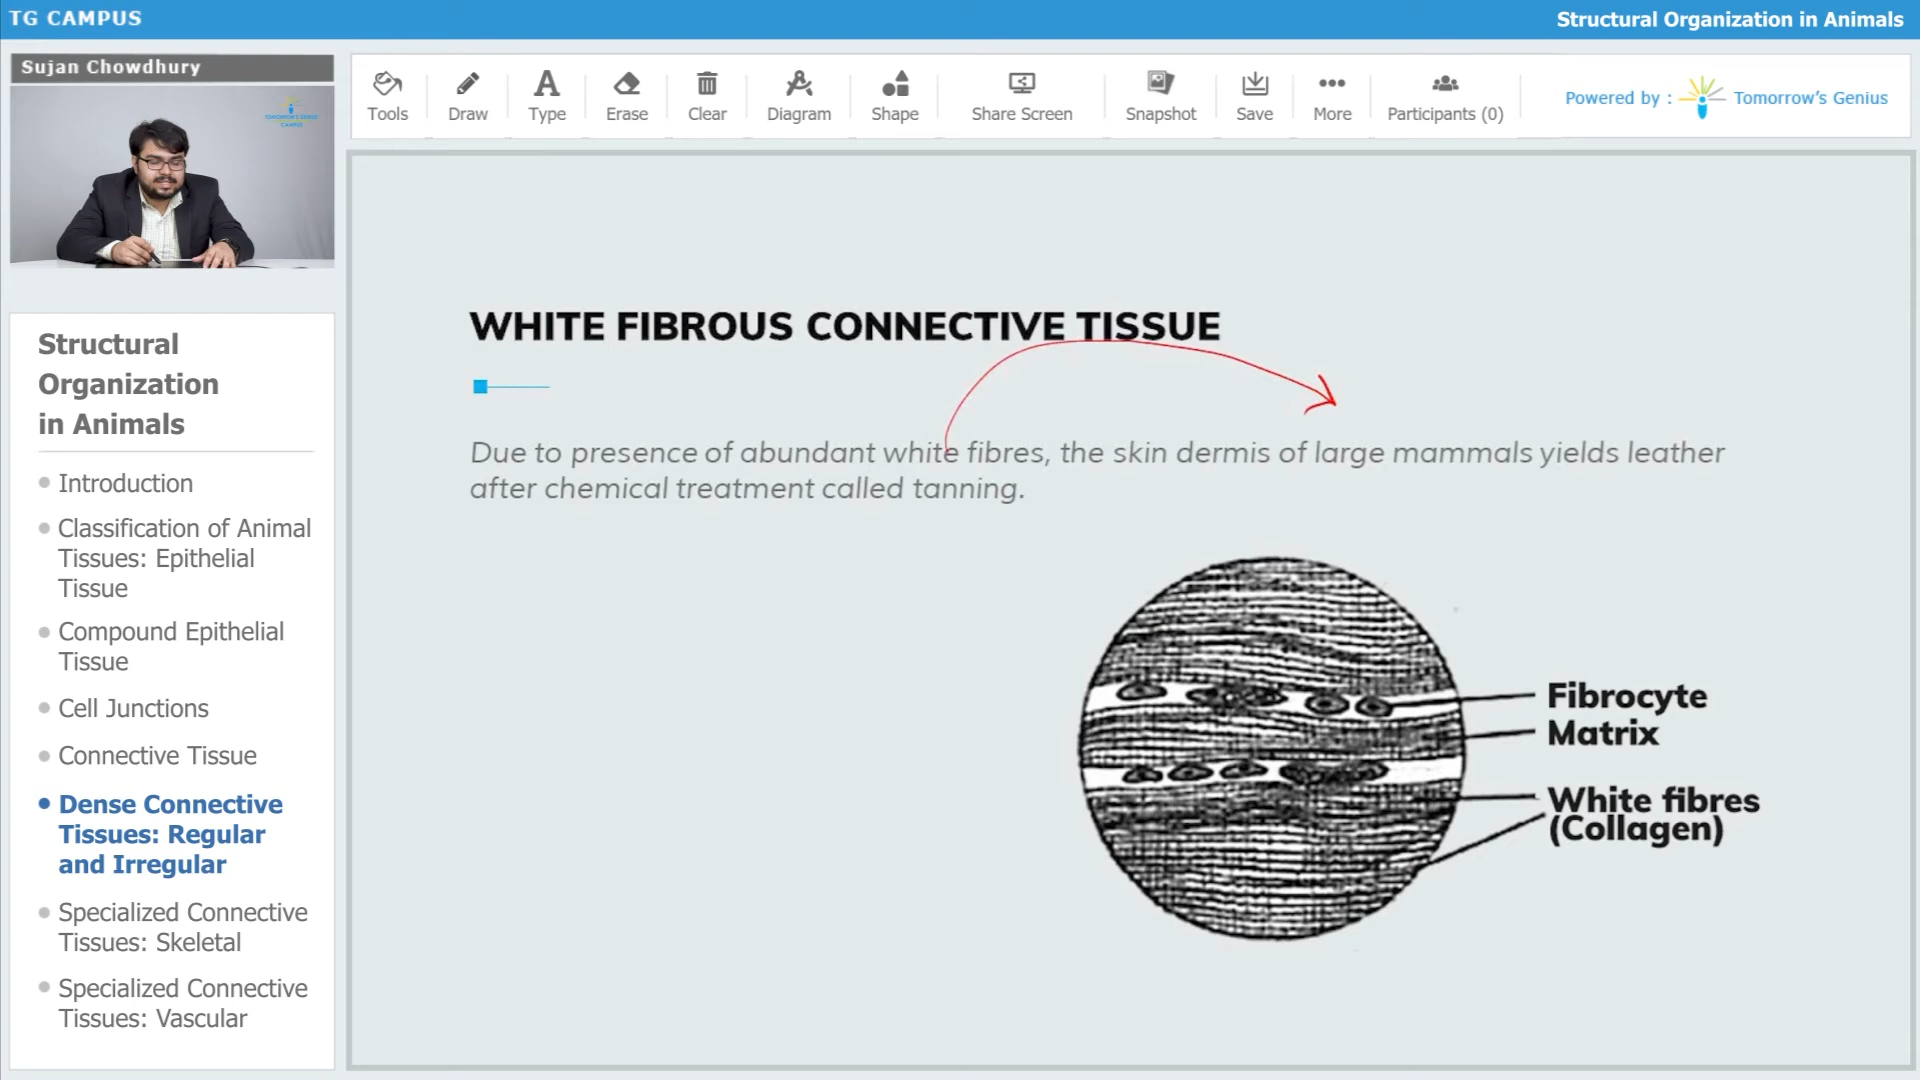 TG CAMPUS
Structural Organization in Animals
Sujan Chowdhury
TOMORROW'S GENIUS
CAMPUS
Tools
Draw
Type
Erase
Clear
Diagram
Shape
Share Screen
Snapshot
Save
More
Participants (0)
Powered by :
Tomorrow's Genius
Structural
Organization
in Animals
Introduction
Classification of Animal
Tissues: Epithelial
Tissue
Compound Epithelial
Tissue
Cell Junctions
Connective Tissue
Dense Connective
Tissues: Regular
and Irregular
Specialized Connective
Tissues: Skeletal
Specialized Connective
Tissues: Vascular
WHITE FIBROUS CONNECTIVE TISSUE
Due to presence of abundant white fibres, the skin dermis of large mammals yields leather
after chemical treatment called tanning.
Fibrocyte
Matrix
White fibres
(Collagen)